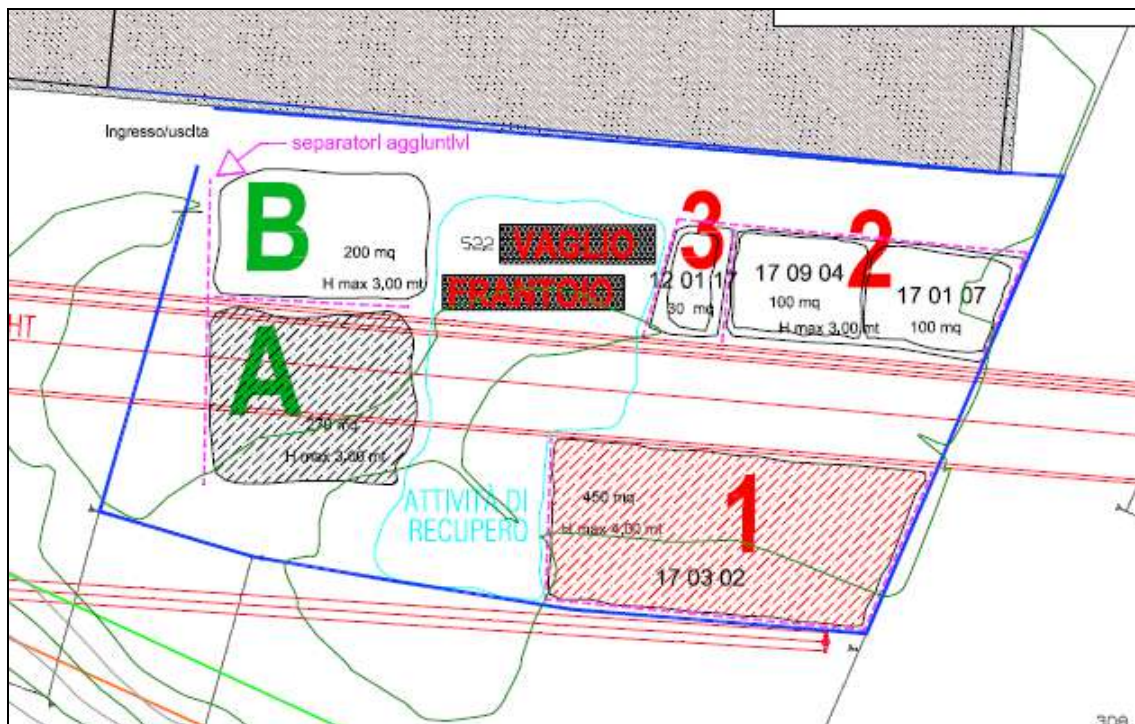 Ingresso/uscita
separatori aggiuntivi
B
200 mq
H max 3,00 mt
522
VAGLIO
FRANTOIO
3
12 01 17
30 mq
2
17 09 04
100 mq
H max 3,00 mt
17 01 07
100 mq
HT
A
H max 3,00 mt
ATTIVITÀ DI
RECUPERO
1
450 mq
H max 4,00 mt
17 03 02